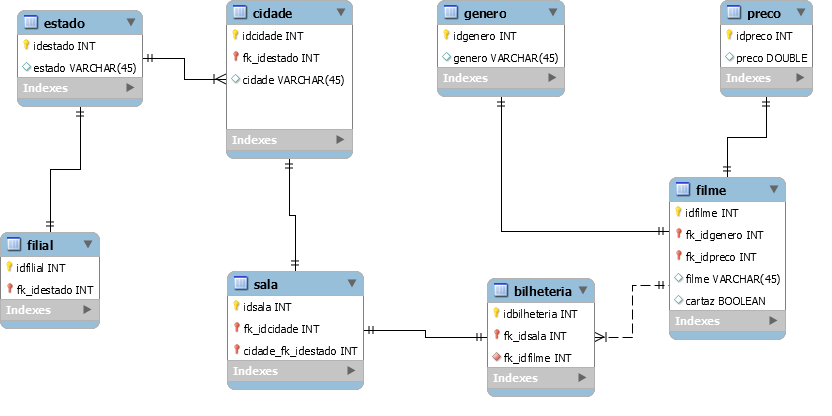 estado
idestado INT
estado VARCHAR(45)
Indexes
cidade
idcidade INT
fk_idestado INT
cidade VARCHAR(45)
Indexes
genero
idgenero INT
genero VARCHAR(45)
Indexes
preco
idpreco INT
preco DOUBLE
Indexes
filial
idfilial INT
fk_idestado INT
Indexes
sala
idsala INT
fk_idcidade INT
cidade_fk_idestado INT
Indexes
bilheteria
idbilheteria INT
fk_idsala INT
fk_idfilme INT
Indexes
filme
idfilme INT
fk_idgenero INT
fk_idpreco INT
filme VARCHAR(45)
cartaz BOOLEAN
Indexes